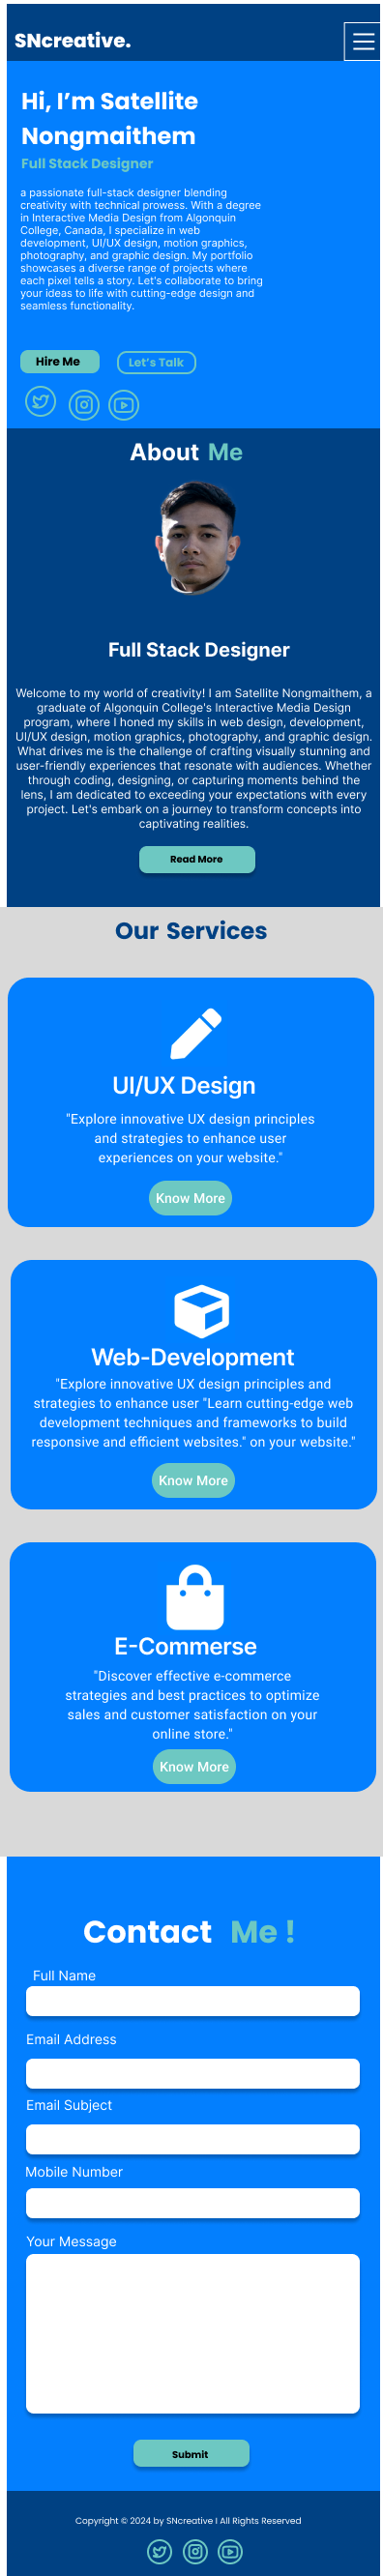 SNcreative.
Hi, I’m Satellite
Nongmaithem
Full Stack Designer
a passionate full-stack designer blending
creativity with technical prowess. With a degree
in Interactive Media Design from Algonquin
College, Canada, I specialize in web
development, UI/UX design, motion graphics,
photography, and graphic design. My portfolio
showcases a diverse range of projects where
each pixel tells a story. Let's collaborate to bring
your ideas to life with cutting-edge design and
seamless functionality.
Hire Me Let’s Talk
About Me
Full Stack Designer
Welcome to my world of creativity! I am Satellite Nongmaithem, a
graduate of Algonquin College's Interactive Media Design
program, where I honed my skills in web design, development,
UI/UX design, motion graphics, photography, and graphic design.
What drives me is the challenge of crafting visually stunning and
user-friendly experiences that resonate with audiences. Whether
through coding, designing, or capturing moments behind the
lens, I am dedicated to exceeding your expectations with every
project. Let's embark on a journey to transform concepts into
captivating realities.
Read More
Our Services
UI/UX Design
"Explore innovative UX design principles
and strategies to enhance user
experiences on your website."
Know More
Web-Development
"Explore innovative UX design principles and
strategies to enhance user "Learn cutting-edge web
development techniques and frameworks to build
responsive and efficient websites." on your website."
Know More
E-Commerse
"Discover effective e-commerce
strategies and best practices to optimize
sales and customer satisfaction on your
online store."
Know More
Contact Me !
Full Name
Email Address
Email Subject
Mobile Number
Your Message
Submit
Copyright © 2024 by SNcreative I All Rights Reserved